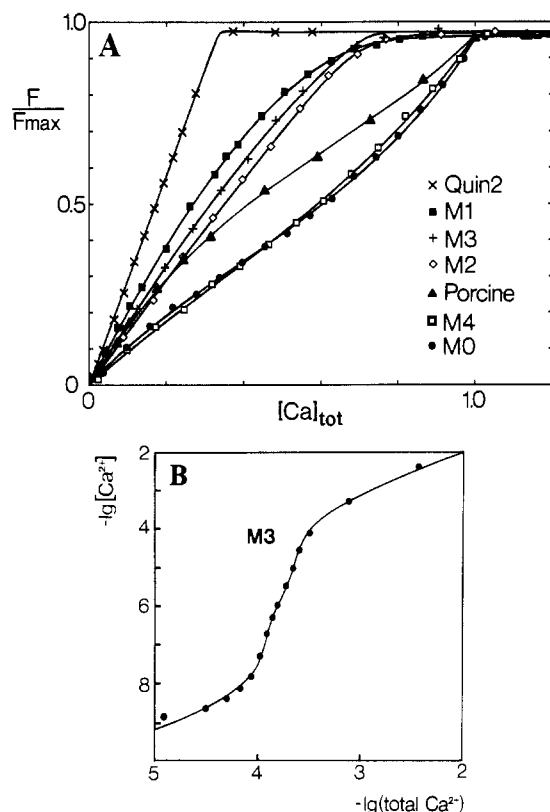 A
1.0
F
Fmax
0.5
0
× Quin2
■ M1
+ M3
◇ M2
▲ Porcine
□ M4
● M0
0
1.0
[Ca]tot
B
-lg[Ca²⁺]
2
4
6
8
M3
5
4
3
2
-lg(total Ca²⁺)